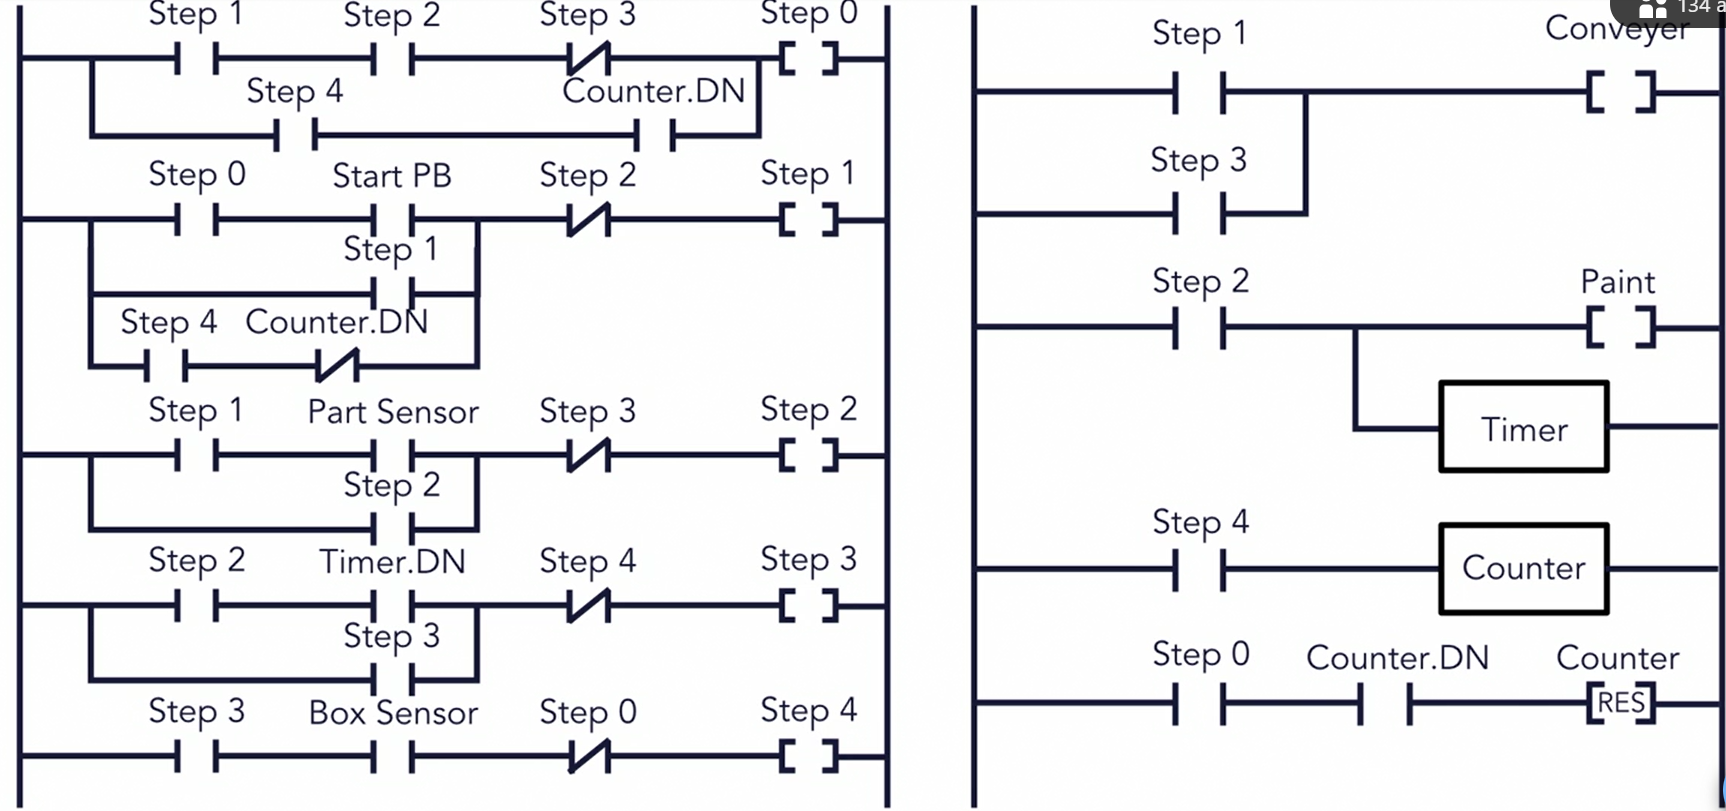 Step 1 Step 2 Step 3 Step 0
Step 4 Counter.DN
Step 0 Start PB Step 2 Step 1
Step 1
Step 4 Counter.DN
Step 1 Part Sensor Step 3 Step 2
Step 2
Step 2 Timer.DN Step 4 Step 3
Step 3
Step 3 Box Sensor Step 0 Step 4
134 a
Step 1 Conveyer
Step 3
Step 2 Paint
Timer
Step 4
Counter
Step 0 Counter.DN Counter
RES